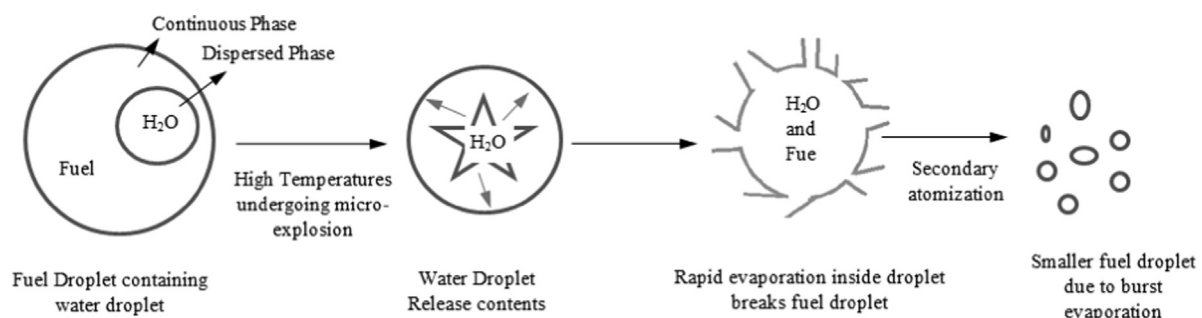 Continuous Phase
Dispersed Phase
H₂O
Fuel
High Temperatures
undergoing micro-
explosion
H₂O
H₂O
and
Fue
Secondary
atomization
Fuel Droplet containing
water droplet
Water Droplet
Release contents
Rapid evaporation inside droplet
breaks fuel droplet
Smaller fuel droplet
due to burst
evaporation